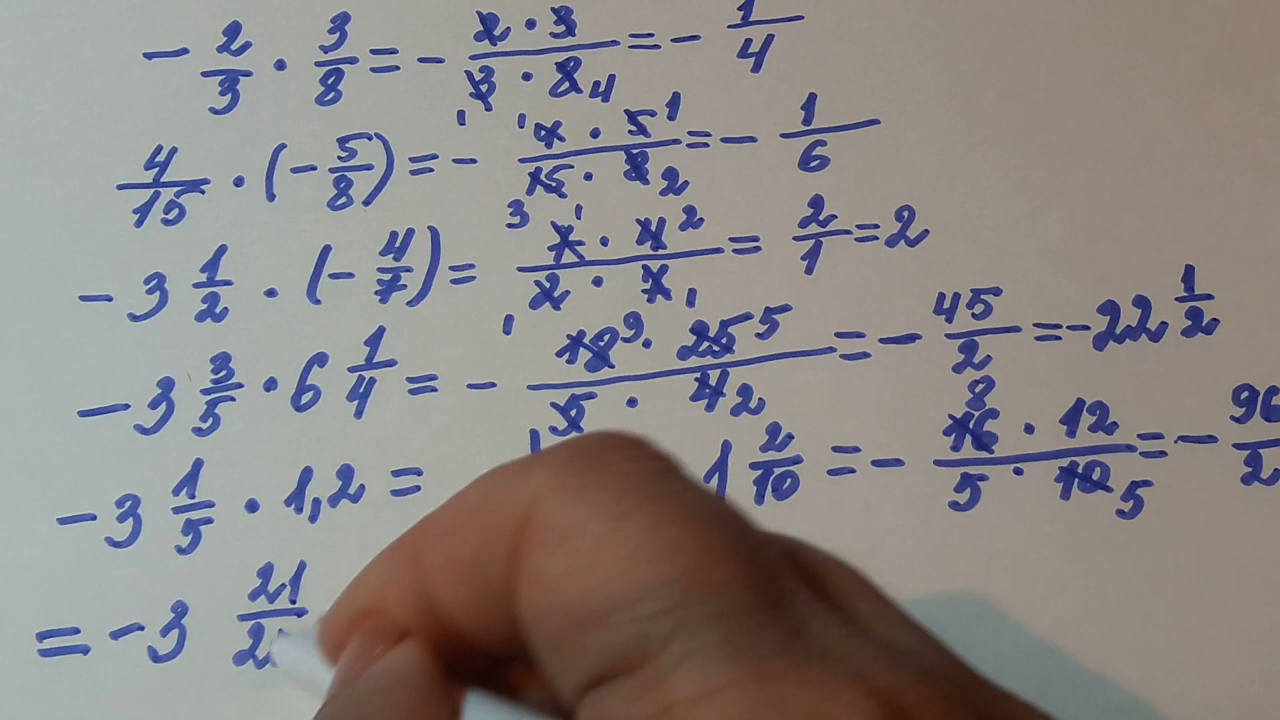 - 2/3 · 3/8 = - 2 · 3 / 3 · 8 4 = - 1/4
4/15 · (- 5/8) = - 1 4 · 5 1 / 15 · 8 2 = - 1/6
- 3 1/2 · (- 4/7) = 3 7 1 · 4 2 / 2 · 7 1 = 2/1 = 2
- 3 3/5 · 6 1/4 = - 18 9 · 25 5 / 5 1 · 4 2 = - 45/2 = -22 1/2
- 3 1/5 · 1,2 = 1 2/10 = - 8 16 · 12 / 5 · 10 5 = - 96/2
= - 3 21/2